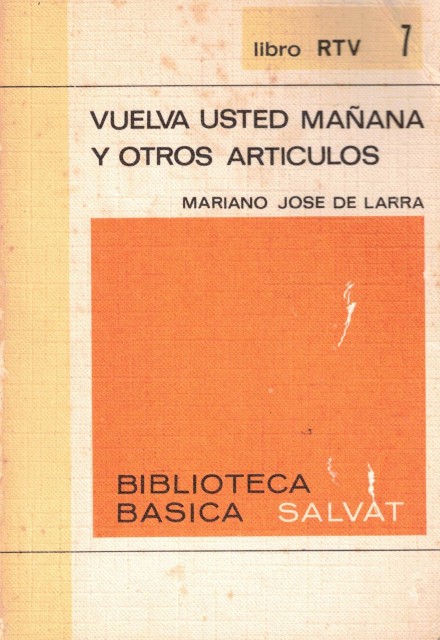 libro RTV 7
VUELVA USTED MAÑANA
Y OTROS ARTICULOS
MARIANO JOSE DE LARRA
BIBLIOTECA
BASICA SALVAT